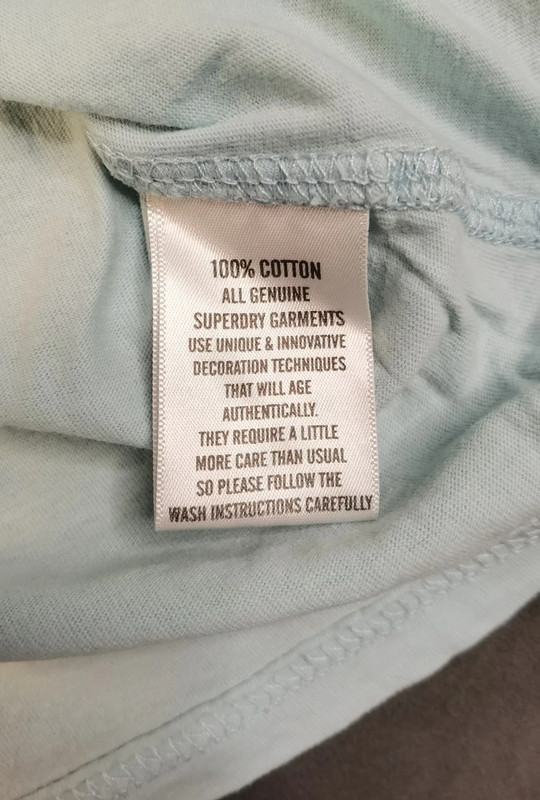 100% COTTON
ALL GENUINE
SUPERDRY GARMENTS
USE UNIQUE & INNOVATIVE
DECORATION TECHNIQUES
THAT WILL AGE
AUTHENTICALLY.
THEY REQUIRE A LITTLE
MORE CARE THAN USUAL
SO PLEASE FOLLOW THE
WASH INSTRUCTIONS CAREFULLY